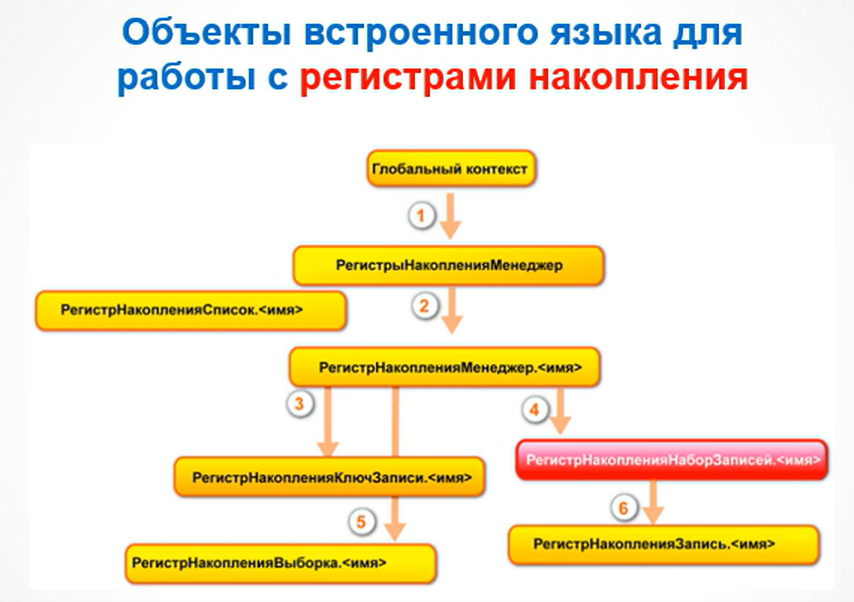 Объекты встроенного языка для
работы с регистрами накопления
Глобальный контекст
1
РегистрыНакопленияМенеджер
РегистрНакопленияСписок.<имя>
2
РегистрНакопленияМенеджер.<имя>
3
4
РегистрНакопленияНаборЗаписей.<имя>
РегистрНакопленияКлючЗаписи.<имя>
6
5
РегистрНакопленияЗапись.<имя>
РегистрНакопленияВыборка.<имя>